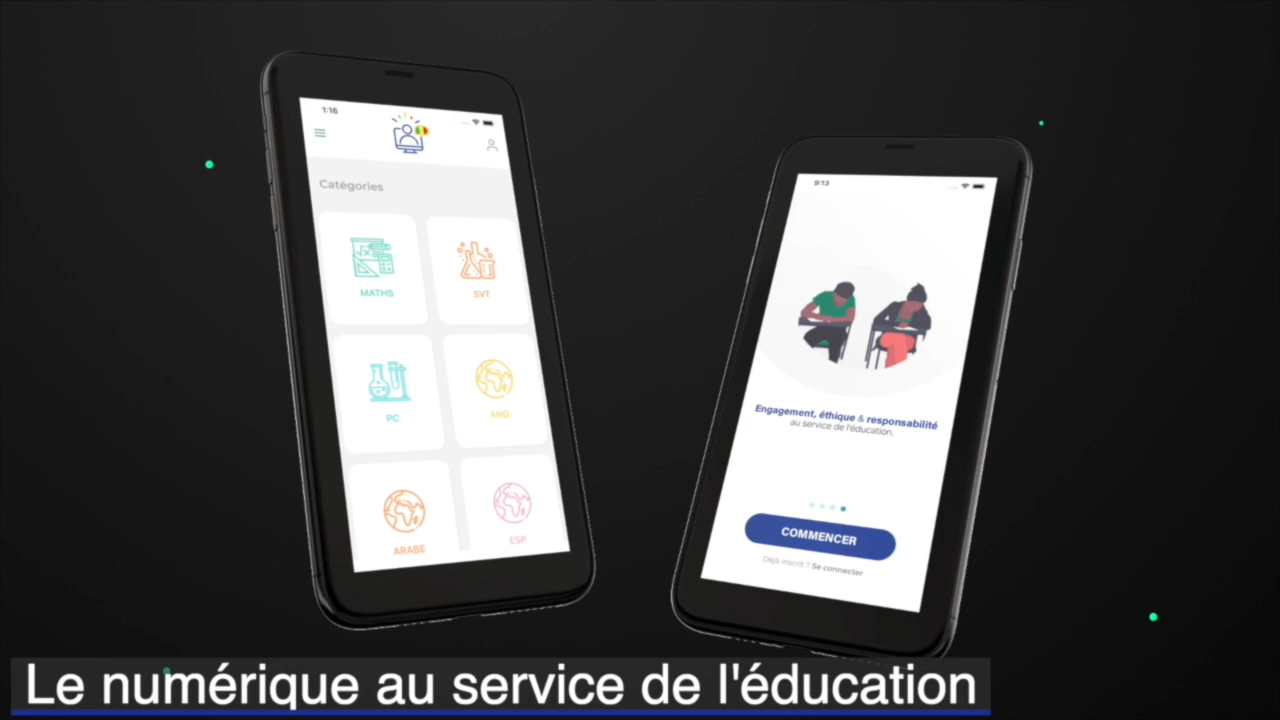 1:16
Catégories
MATHS
SVT
PC
ANG
ARABE
ESP
9:13
Engagement, éthique & responsabilité
au service de l'éducation.
COMMENCER
Déjà inscrit ? Se connecter
Le numérique au service de l'éducation